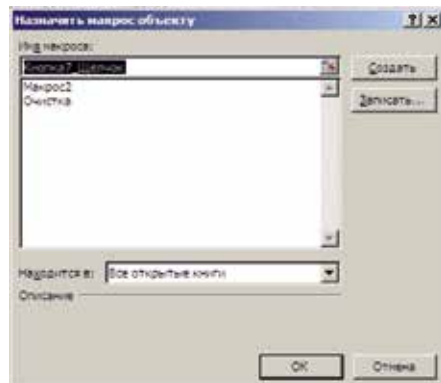 Назначить макрос объекту
Имя макроса:
Кнопка7_Щелчок
Создать
Макрос2
Очистка
Записать...
Находится в: Все открытые книги
Описание
ОК Отмена